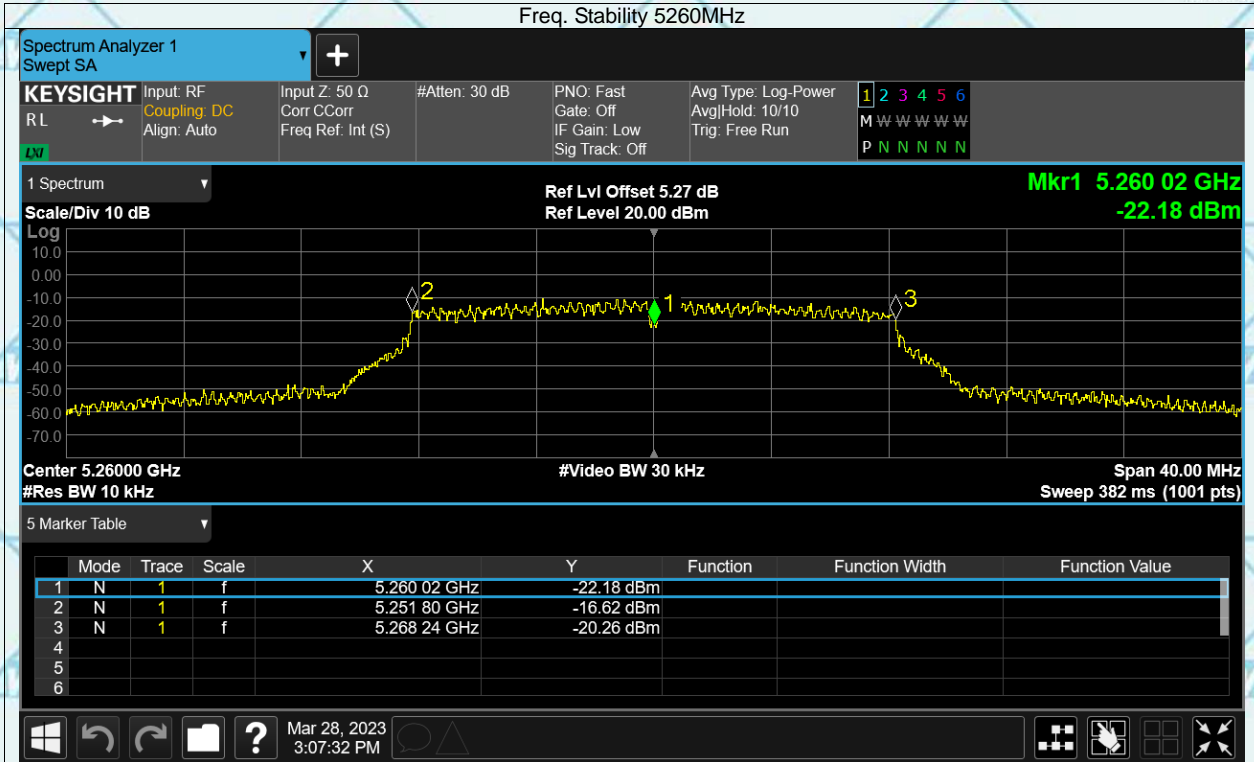 Freq. Stability 5260MHz
Spectrum Analyzer 1
Swept SA
KEYSIGHT
R L
LXI
Input: RF
Coupling: DC
Align: Auto
Input Z: 50 Ω
Corr CCorr
Freq Ref: Int (S)
#Atten: 30 dB
PNO: Fast
Gate: Off
IF Gain: Low
Sig Track: Off
Avg Type: Log-Power
Avg|Hold: 10/10
Trig: Free Run
1 2 3 4 5 6
M W W W W W
P N N N N N
1 Spectrum
Scale/Div 10 dB
Ref Lvl Offset 5.27 dB
Ref Level 20.00 dBm
Mkr1 5.260 02 GHz
-22.18 dBm
Log
10.0
0.00
-10.0
-20.0
-30.0
-40.0
-50.0
-60.0
-70.0
2
1
3
Center 5.26000 GHz
#Video BW 30 kHz
Span 40.00 MHz
#Res BW 10 kHz
Sweep 382 ms (1001 pts)
5 Marker Table
Mode Trace Scale X Y Function Function Width Function Value
1 N 1 f 5.260 02 GHz -22.18 dBm
2 N 1 f 5.251 80 GHz -16.62 dBm
3 N 1 f 5.268 24 GHz -20.26 dBm
4
5
6
?
Mar 28, 2023
3:07:32 PM